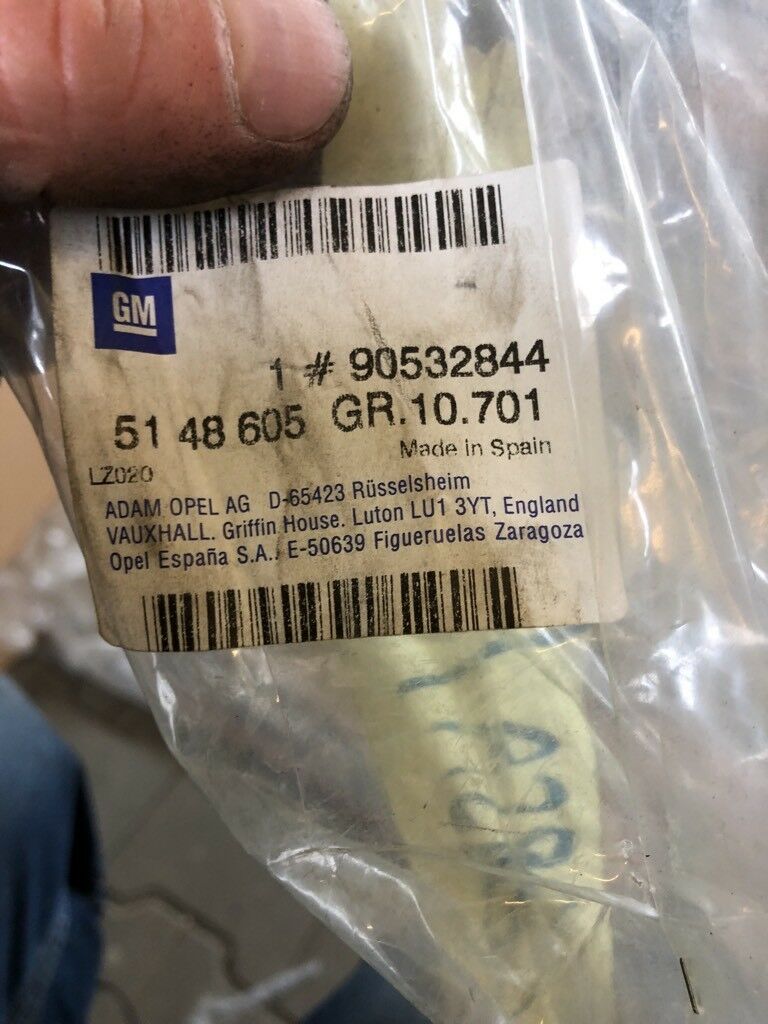 GM
1 # 90532844
51 48 605 GR.10.701
Made in Spain
LZ020
ADAM OPEL AG D-65423 Rüsselsheim
VAUXHALL. Griffin House. Luton LU1 3YT, England
Opel España S.A., E-50639 Figueruelas Zaragoza